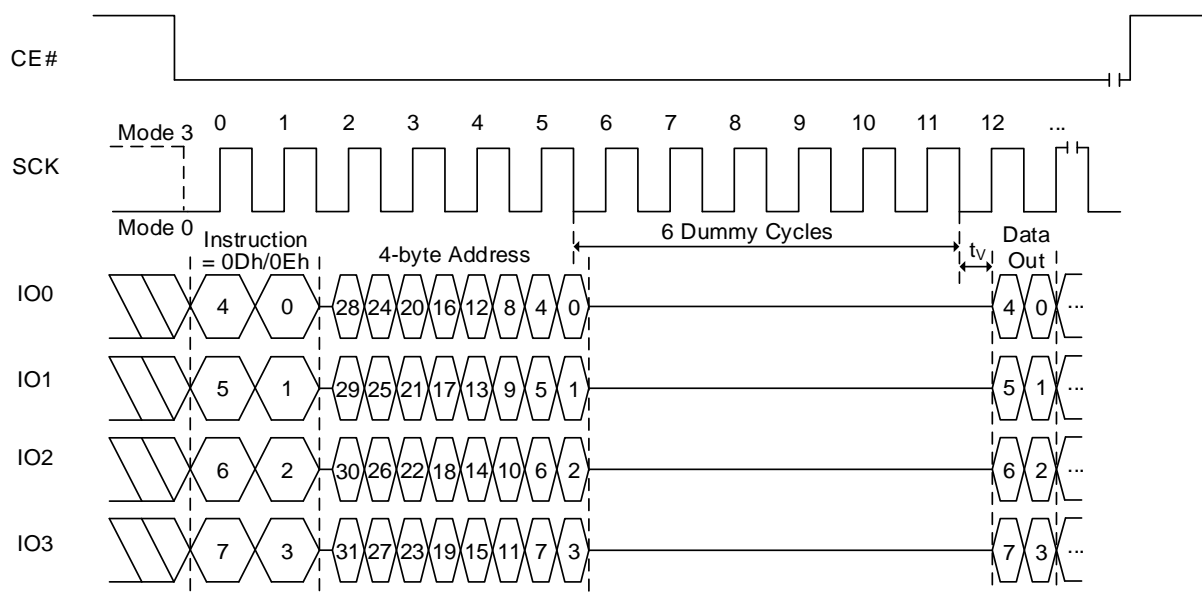 CE#
0 1 2 3 4 5 6 7 8 9 10 11 12 ...
Mode 3
SCK
Mode 0
Instruction
= 0Dh/0Eh
4-byte Address
6 Dummy Cycles
tV
Data
Out
IO0 4 0 28 24 20 16 12 8 4 0 4 0 ...
IO1 5 1 29 25 21 17 13 9 5 1 5 1 ...
IO2 6 2 30 26 22 18 14 10 6 2 6 2 ...
IO3 7 3 31 27 23 19 15 11 7 3 7 3 ...